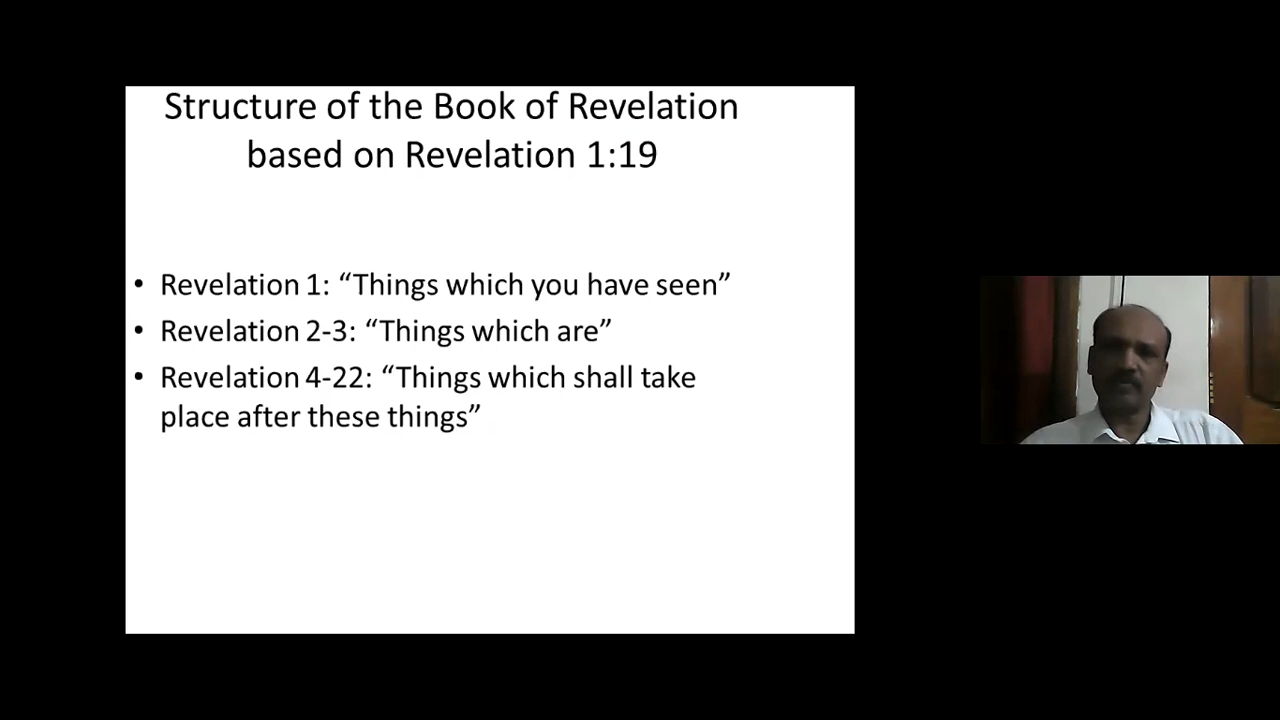 Structure of the Book of Revelation
based on Revelation 1:19
• Revelation 1: “Things which you have seen”
• Revelation 2-3: “Things which are”
• Revelation 4-22: “Things which shall take
place after these things”